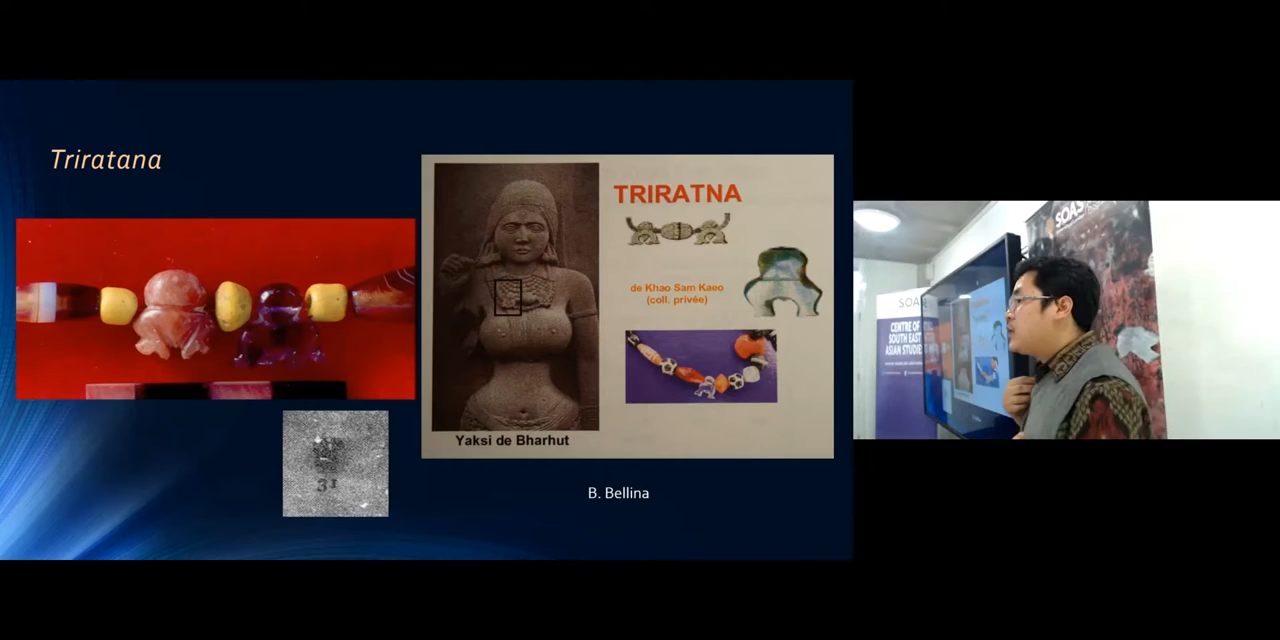 Triratana
TRIRATNA
de Khao Sam Kaeo
(coll. privée)
Yaksi de Bharhut
31
B. Bellina
SOAS
SOAS
CENTRE OF
SOUTH EAST
ASIAN STUDIES